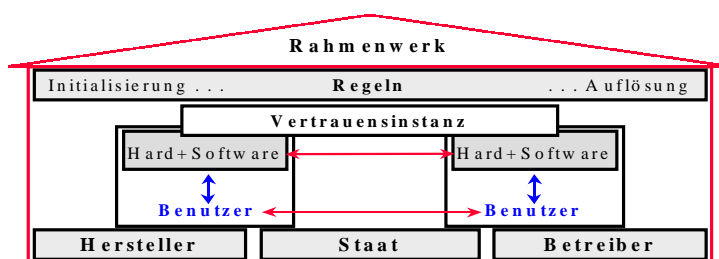 Rahmenwerk
Initialisierung ... Regeln ... Auflösung
Vertrauensinstanz
Hard+Software Hard+Software
Benutzer Benutzer
Hersteller Staat Betreiber